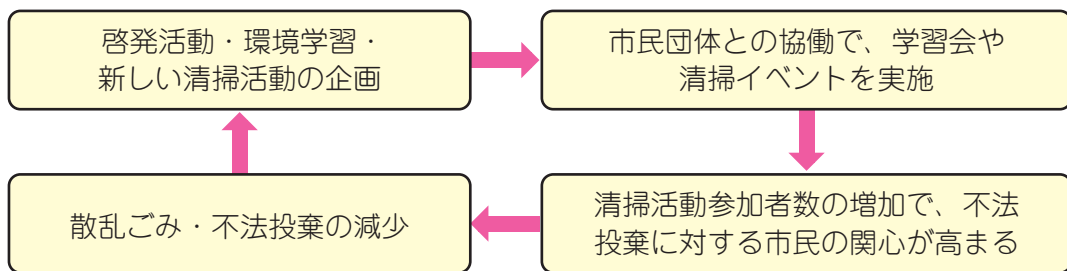 啓発活動・環境学習・
新しい清掃活動の企画
市民団体との協働で、学習会や
清掃イベントを実施
清掃活動参加者数の増加で、不法
投棄に対する市民の関心が高まる
散乱ごみ・不法投棄の減少